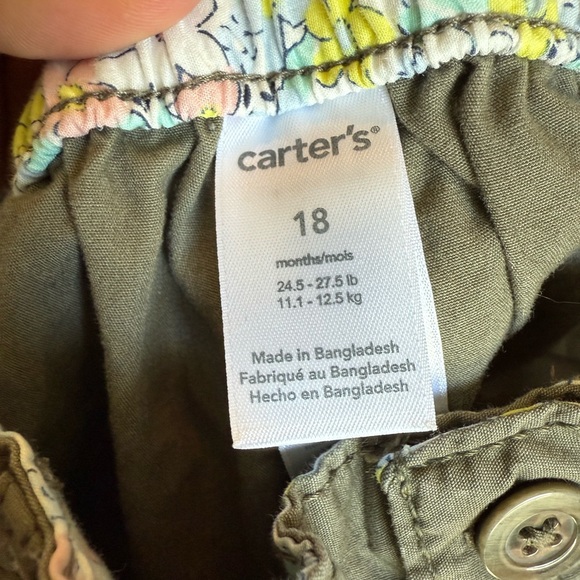 carter's®
18
months/mois
24.5 - 27.5 lb
11.1 - 12.5 kg
Made in Bangladesh
Fabriqué au Bangladesh
Hecho en Bangladesh